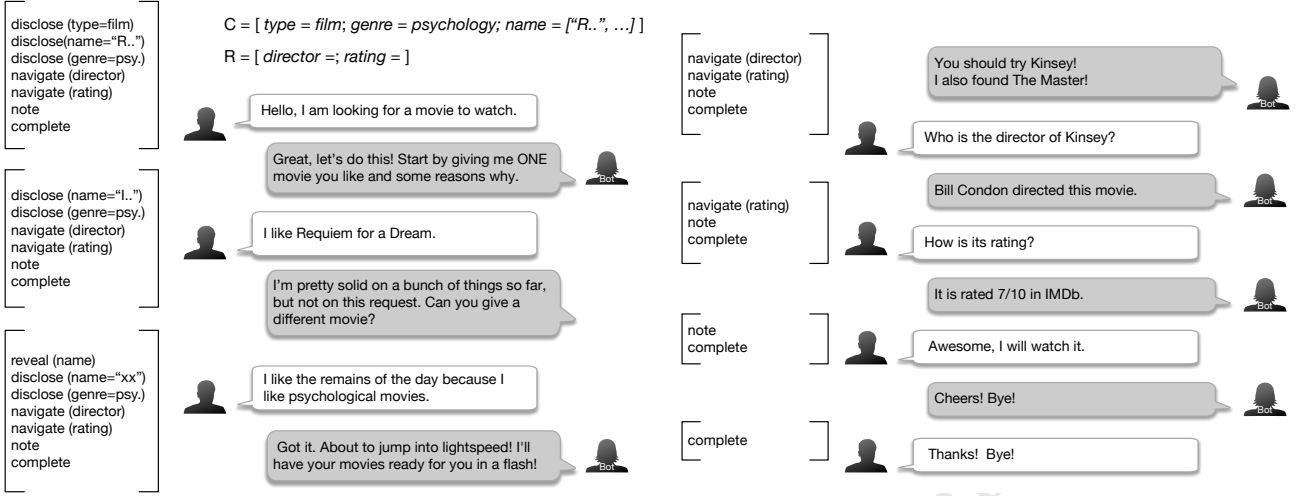 disclose (type=film)
disclose(name="R..")
disclose (genre=psy.)
navigate (director)
navigate (rating)
note
complete
disclose (name="I..")
disclose (genre=psy.)
navigate (director)
navigate (rating)
note
complete
reveal (name)
disclose (name="xx")
disclose (genre=psy.)
navigate (director)
navigate (rating)
note
complete
C = [ type = film; genre = psychology; name = ["R..", …] ]
R = [ director =; rating = ]
Hello, I am looking for a movie to watch.
Great, let's do this! Start by giving me ONE
movie you like and some reasons why.
Bot
I like Requiem for a Dream.
I'm pretty solid on a bunch of things so far,
but not on this request. Can you give a
different movie?
I like the remains of the day because I
like psychological movies.
Got it. About to jump into lightspeed! I'll
have your movies ready for you in a flash!
Bot
navigate (director)
navigate (rating)
note
complete
navigate (rating)
note
complete
note
complete
complete
You should try Kinsey!
I also found The Master!
Bot
Who is the director of Kinsey?
Bill Condon directed this movie.
Bot
How is its rating?
It is rated 7/10 in IMDb.
Bot
Awesome, I will watch it.
Cheers! Bye!
Bot
Thanks!  Bye!